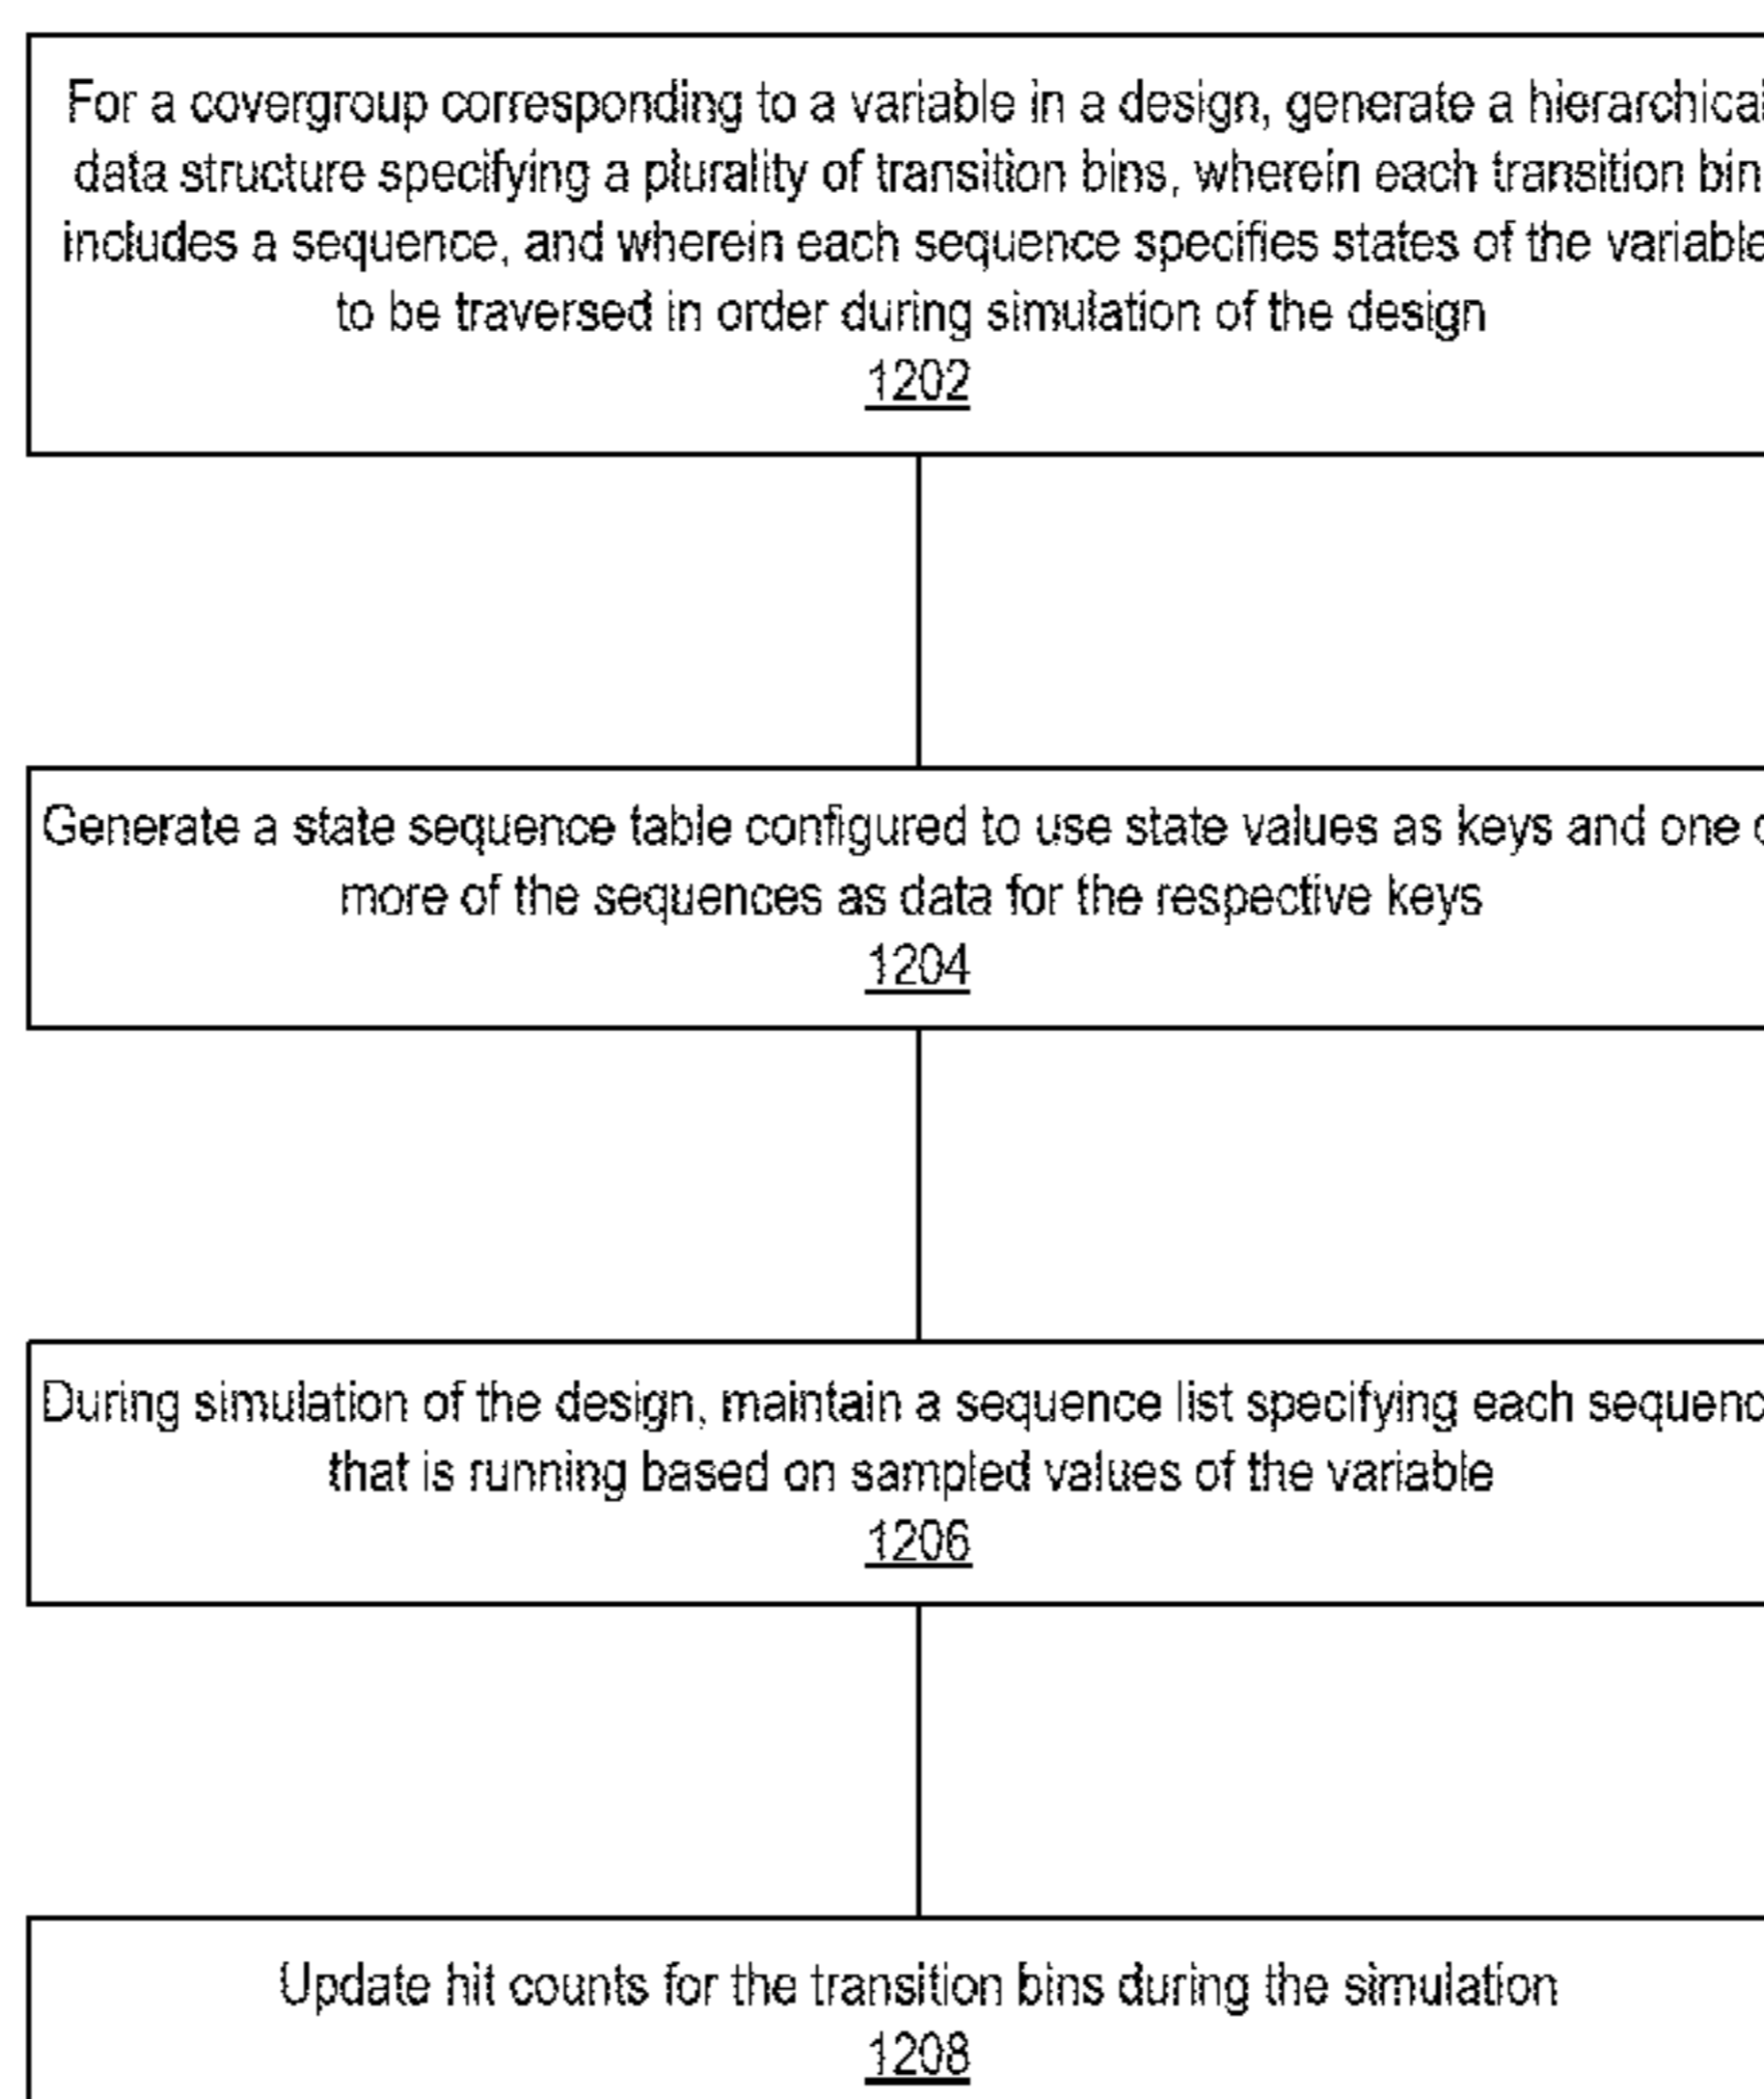 For a covergroup corresponding to a variable in a design, generate a hierarchical
data structure specifying a plurality of transition bins, wherein each transition bin
includes a sequence, and wherein each sequence specifies states of the variable
to be traversed in order during simulation of the design
1202
Generate a state sequence table configured to use state values as keys and one
more of the sequences as data for the respective keys
1204
During simulation of the design, maintain a sequence list specifying each sequenc
that is running based on sampled values of the variable
1206
Update hit counts for the transition bins during the simulation
1208